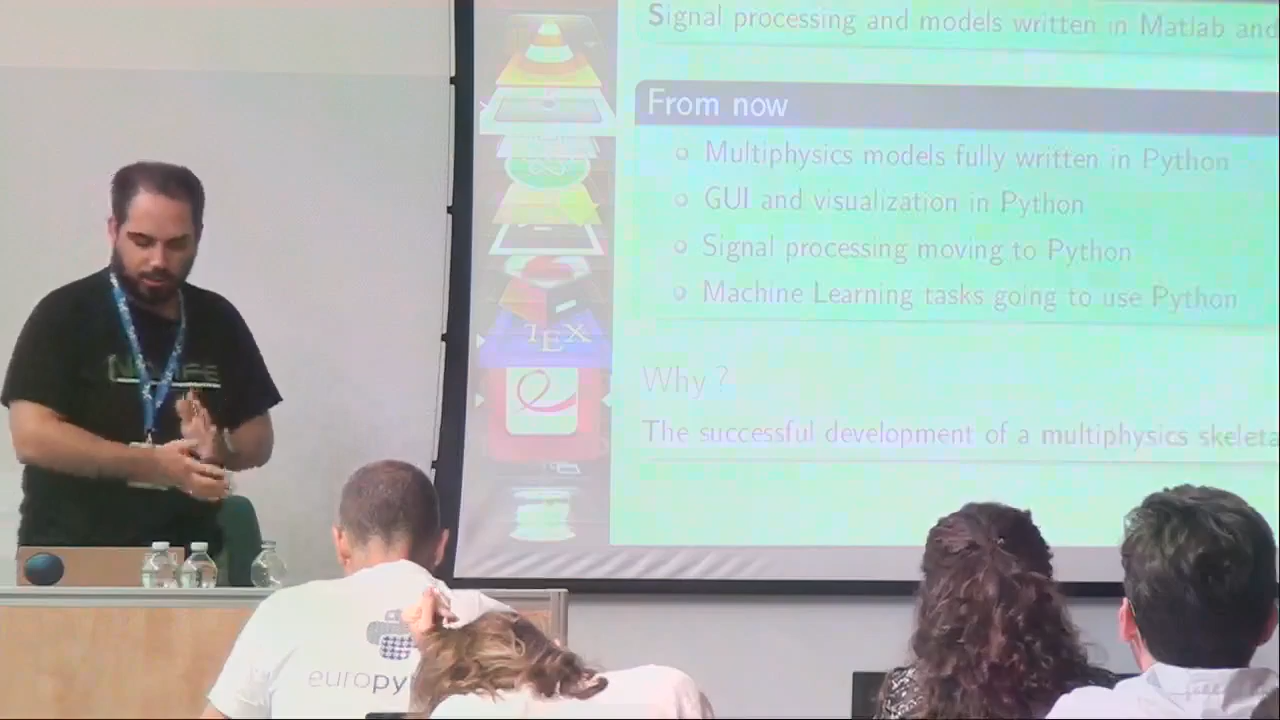 Signal processing and models written in Matlab and
From now
Multiphysics models fully written in Python
GUI and visualization in Python
Signal processing moving to Python
Machine Learning tasks going to use Python
TEX
Why ?
The successful development of a multiphysics skeleta
europy